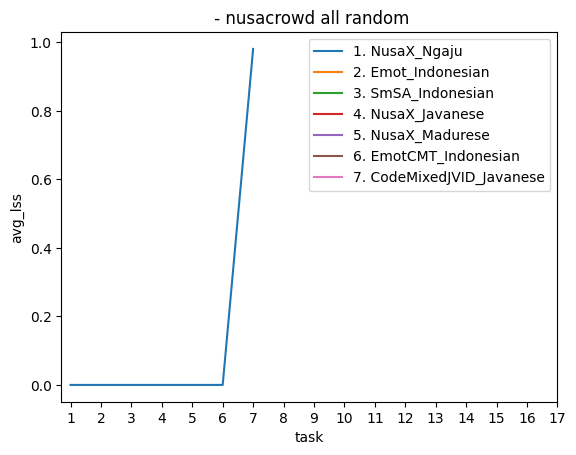 - nusacrowd all random
1. NusaX_Ngaju
2. Emot_Indonesian
3. SmSA_Indonesian
4. NusaX_Javanese
5. NusaX_Madurese
6. EmotCMT_Indonesian
7. CodeMixedJVID_Javanese
avg_lss
1.0
0.8
0.6
0.4
0.2
0.0
1 2 3 4 5 6 7 8 9 10 11 12 13 14 15 16 17
task